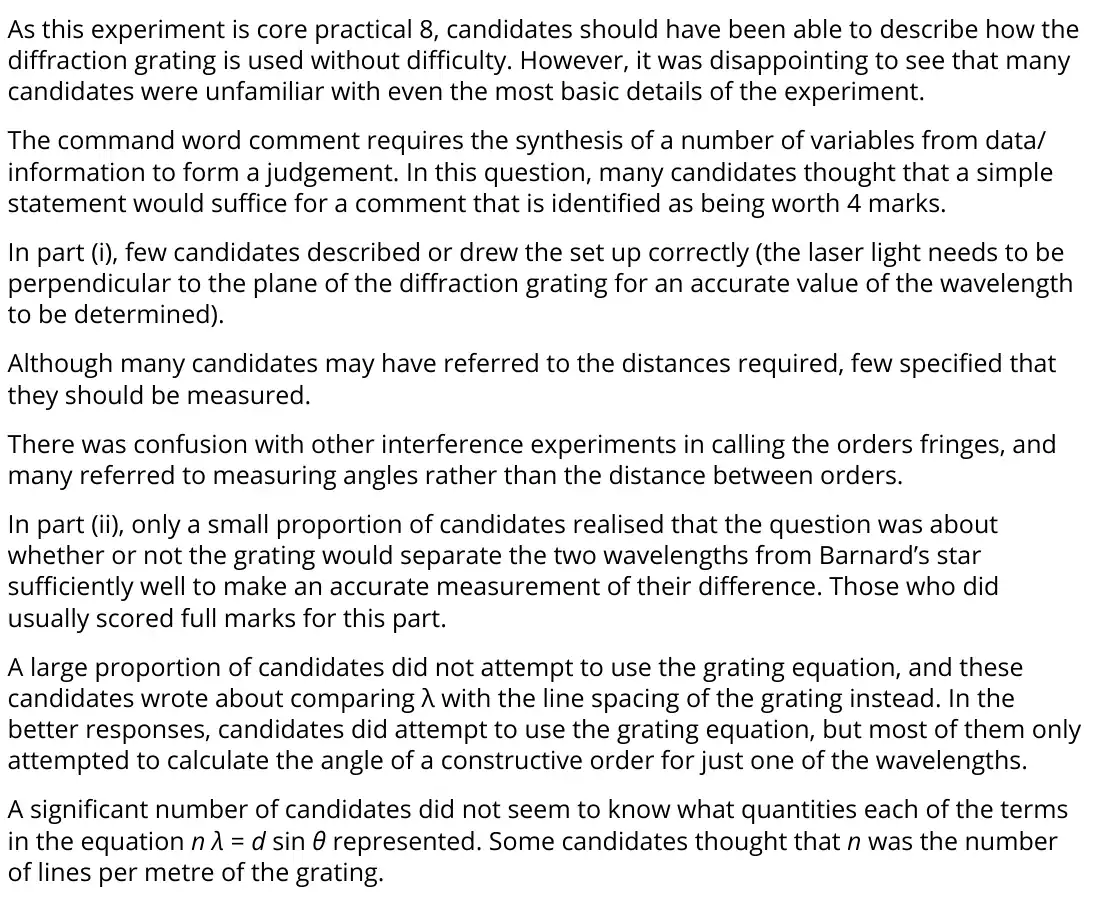 As this experiment is core practical 8, candidates should have been able to describe how the
diffraction grating is used without difficulty. However, it was disappointing to see that many
candidates were unfamiliar with even the most basic details of the experiment.
The command word comment requires the synthesis of a number of variables from data/
information to form a judgement. In this question, many candidates thought that a simple
statement would suffice for a comment that is identified as being worth 4 marks.
In part (i), few candidates described or drew the set up correctly (the laser light needs to be
perpendicular to the plane of the diffraction grating for an accurate value of the wavelength
to be determined).
Although many candidates may have referred to the distances required, few specified that
they should be measured.
There was confusion with other interference experiments in calling the orders fringes, and
many referred to measuring angles rather than the distance between orders.
In part (ii), only a small proportion of candidates realised that the question was about
whether or not the grating would separate the two wavelengths from Barnard’s star
sufficiently well to make an accurate measurement of their difference. Those who did
usually scored full marks for this part.
A large proportion of candidates did not attempt to use the grating equation, and these
candidates wrote about comparing λ with the line spacing of the grating instead. In the
better responses, candidates did attempt to use the grating equation, but most of them only
attempted to calculate the angle of a constructive order for just one of the wavelengths.
A significant number of candidates did not seem to know what quantities each of the terms
in the equation n λ = d sin θ represented. Some candidates thought that n was the number
of lines per metre of the grating.